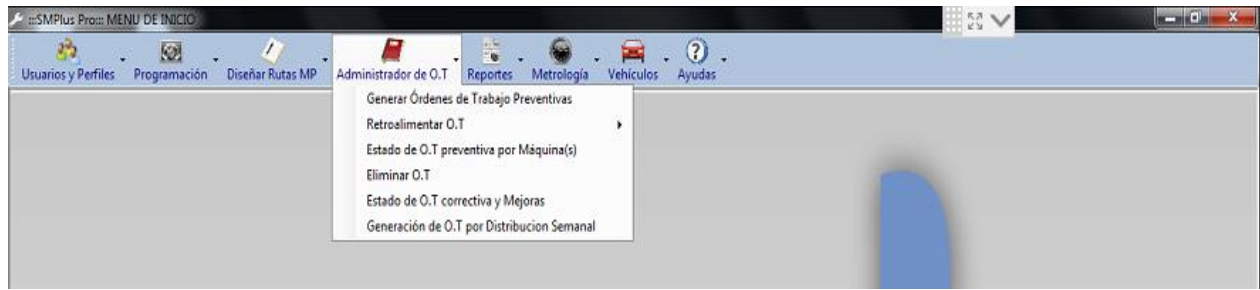 :::SMPlus Pro::: MENU DE INICIO
Usuarios y Perfiles Programación Diseñar Rutas MP Administrador de O.T Reportes Metrología Vehículos Ayudas
Generar Órdenes de Trabajo Preventivas
Retroalimentar O.T
Estado de O.T preventiva por Máquina(s)
Eliminar O.T
Estado de O.T correctiva y Mejoras
Generación de O.T por Distribucion Semanal